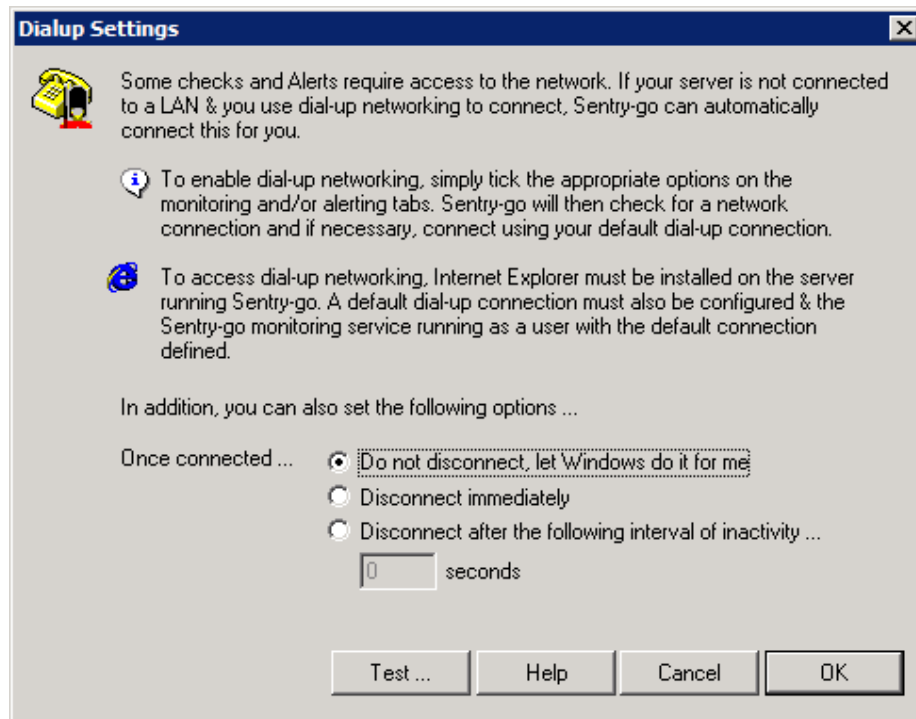 Dialup Settings
Some checks and Alerts require access to the network. If your server is not connected
to a LAN & you use dial-up networking to connect, Sentry-go can automatically
connect this for you.
To enable dial-up networking, simply tick the appropriate options on the
monitoring and/or alerting tabs. Sentry-go will then check for a network
connection and if necessary, connect using your default dial-up connection.
To access dial-up networking, Internet Explorer must be installed on the server
running Sentry-go. A default dial-up connection must also be configured & the
Sentry-go monitoring service running as a user with the default connection
defined.
In addition, you can also set the following options ...
Once connected ... Do not disconnect, let Windows do it for me
Disconnect immediately
Disconnect after the following interval of inactivity ...
0 seconds
Test ... Help Cancel OK